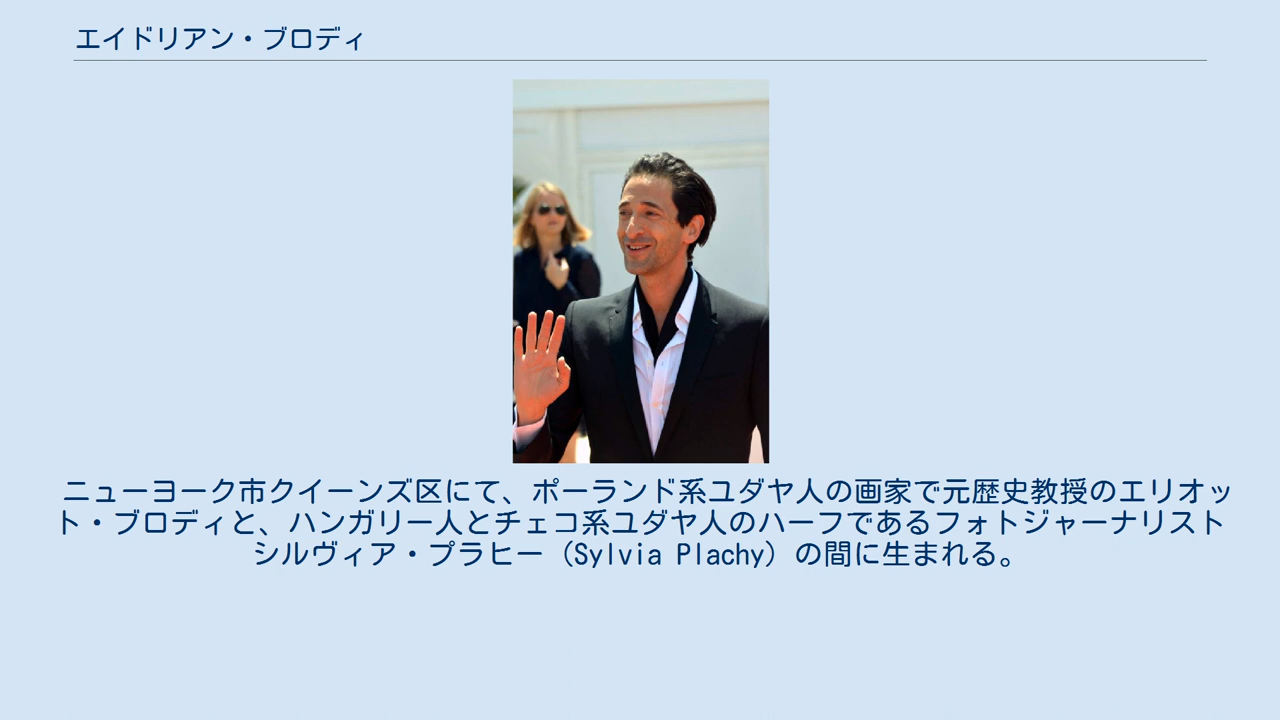 エイドリアン・ブロディ
ニューヨーク市クイーンズ区にて、ポーランド系ユダヤ人の画家で元歴史教授のエリオッ
ト・ブロディと、ハンガリー人とチェコ系ユダヤ人のハーフであるフォトジャーナリスト
シルヴィア・プラヒー（Sylvia Plachy）の間に生まれる。